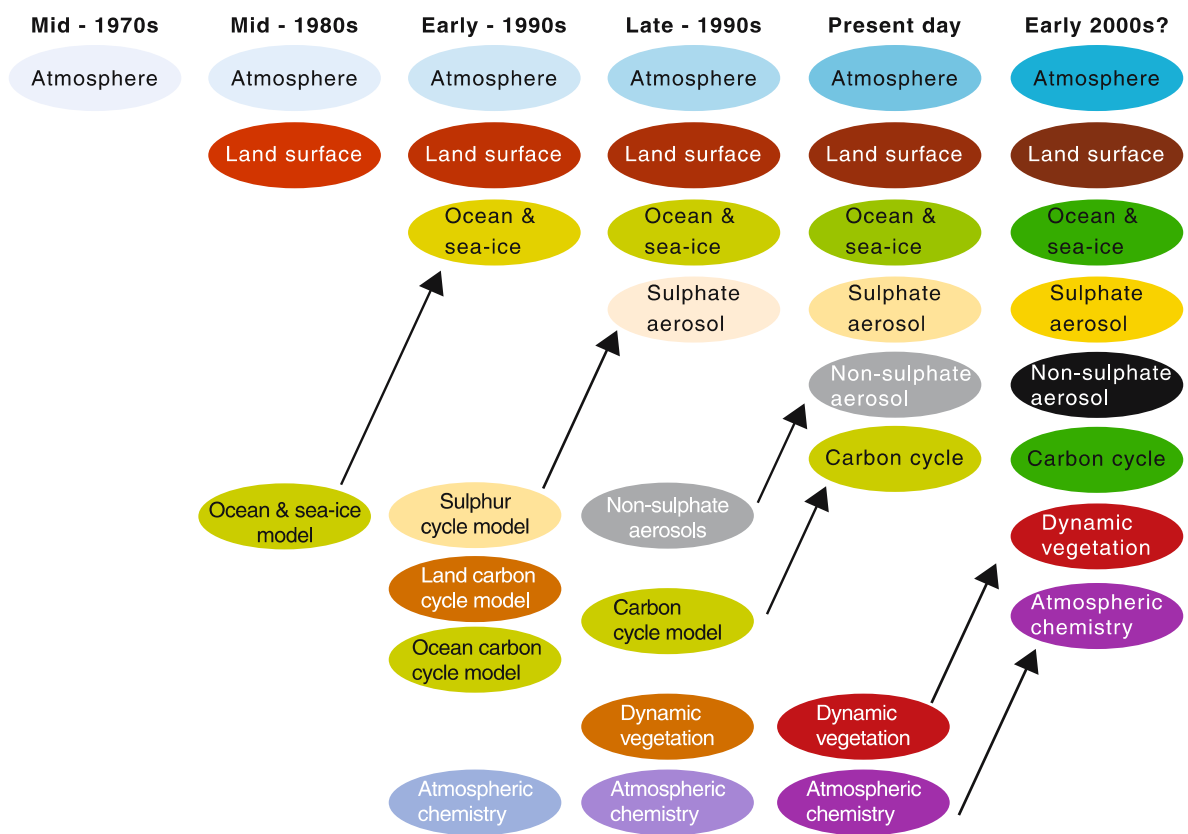 Mid - 1970s
Mid - 1980s
Early - 1990s
Late - 1990s
Present day
Early 2000s?
Atmosphere
Atmosphere
Atmosphere
Atmosphere
Atmosphere
Atmosphere
Land surface
Land surface
Land surface
Land surface
Land surface
Ocean &
sea-ice
Ocean &
sea-ice
Ocean &
sea-ice
Ocean &
sea-ice
Sulphate
aerosol
Sulphate
aerosol
Sulphate
aerosol
Non-sulphate
aerosol
Non-sulphate
aerosol
Carbon cycle
Carbon cycle
Ocean & sea-ice
model
Sulphur
cycle model
Non-sulphate
aerosols
Dynamic
vegetation
Land carbon
cycle model
Carbon
cycle model
Atmospheric
chemistry
Ocean carbon
cycle model
Dynamic
vegetation
Dynamic
vegetation
Atmospheric
chemistry
Atmospheric
chemistry
Atmospheric
chemistry